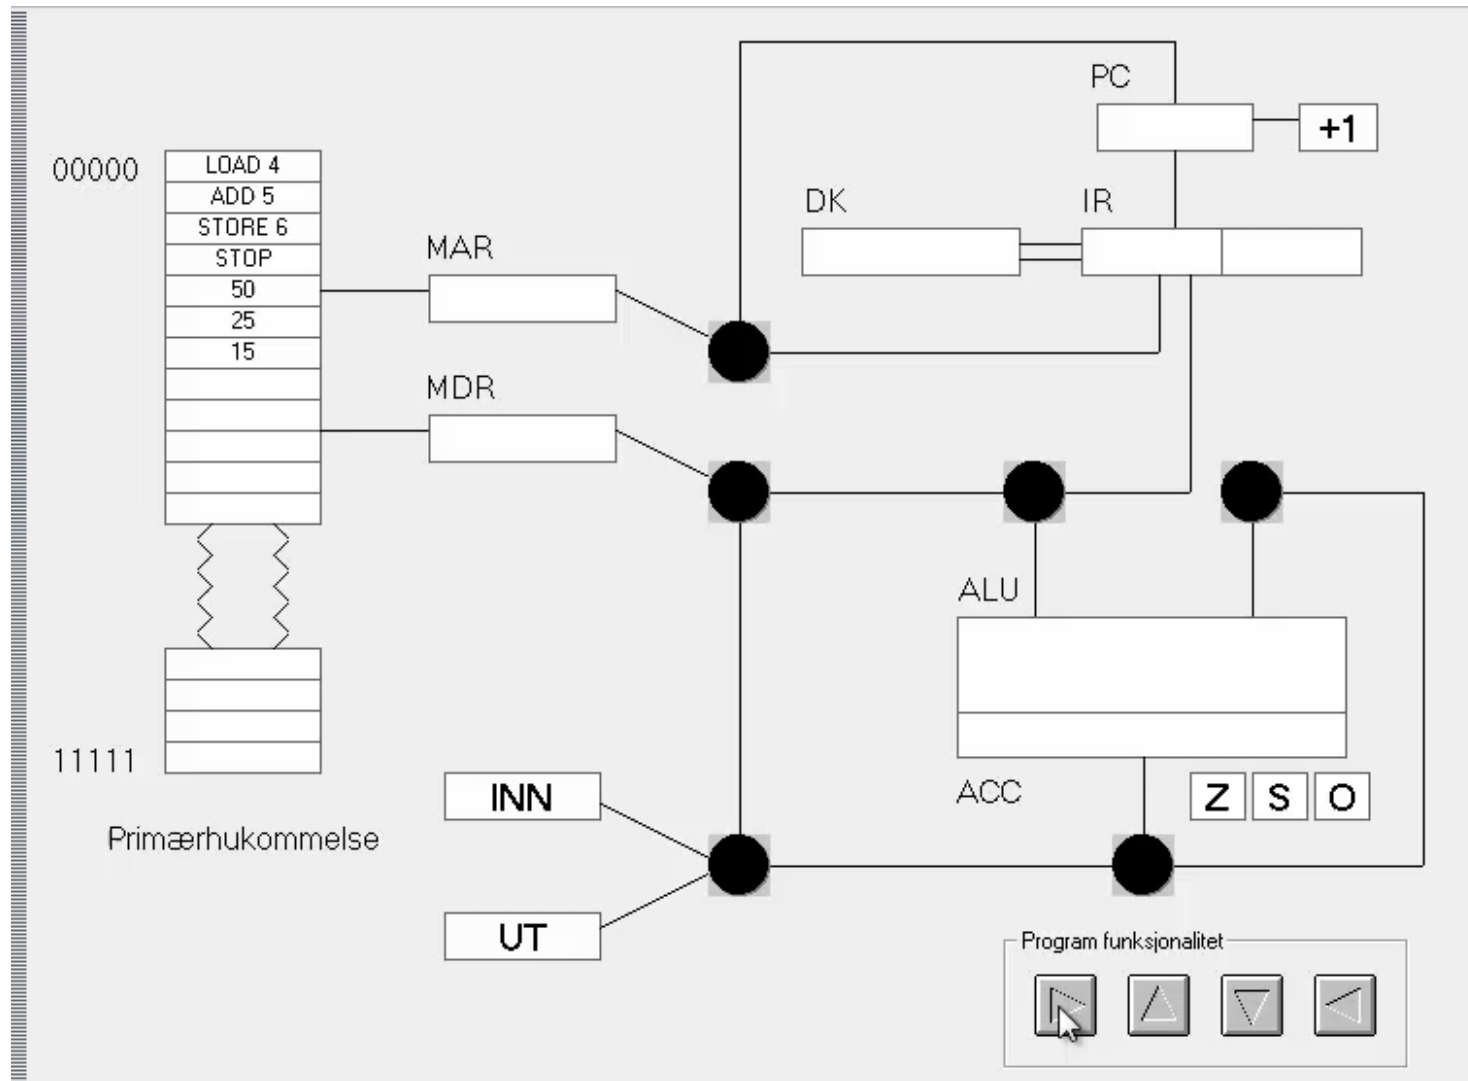 PC
+1
00000
LOAD 4
ADD 5
STORE 6
STOP
50
25
15
DK
IR
MAR
MDR
ALU
11111
INN
ACC
Z S O
Primærhukommelse
UT
Program funksjonalitet